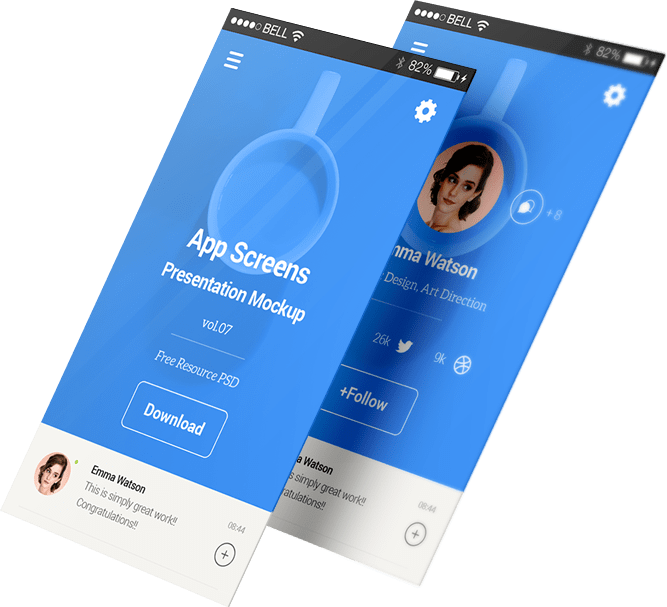 BELL
82%
App Screens
Presentation Mockup
vol.07
Free Resource PSD
Download
Emma Watson
This is simply great work!!
Congratulations!!
08:44
BELL
82%
+8
mma Watson
Design, Art Direction
26k
9k
+Follow
Watson
simply great work!!
atulations!!
08:44